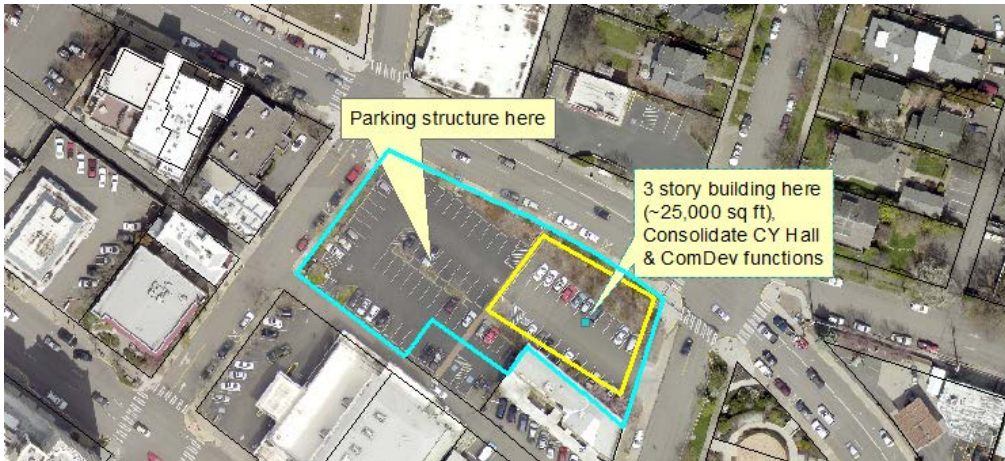 Parking structure here
3 story building here
(~25,000 sq ft),
Consolidate CY Hall
& ComDev functions